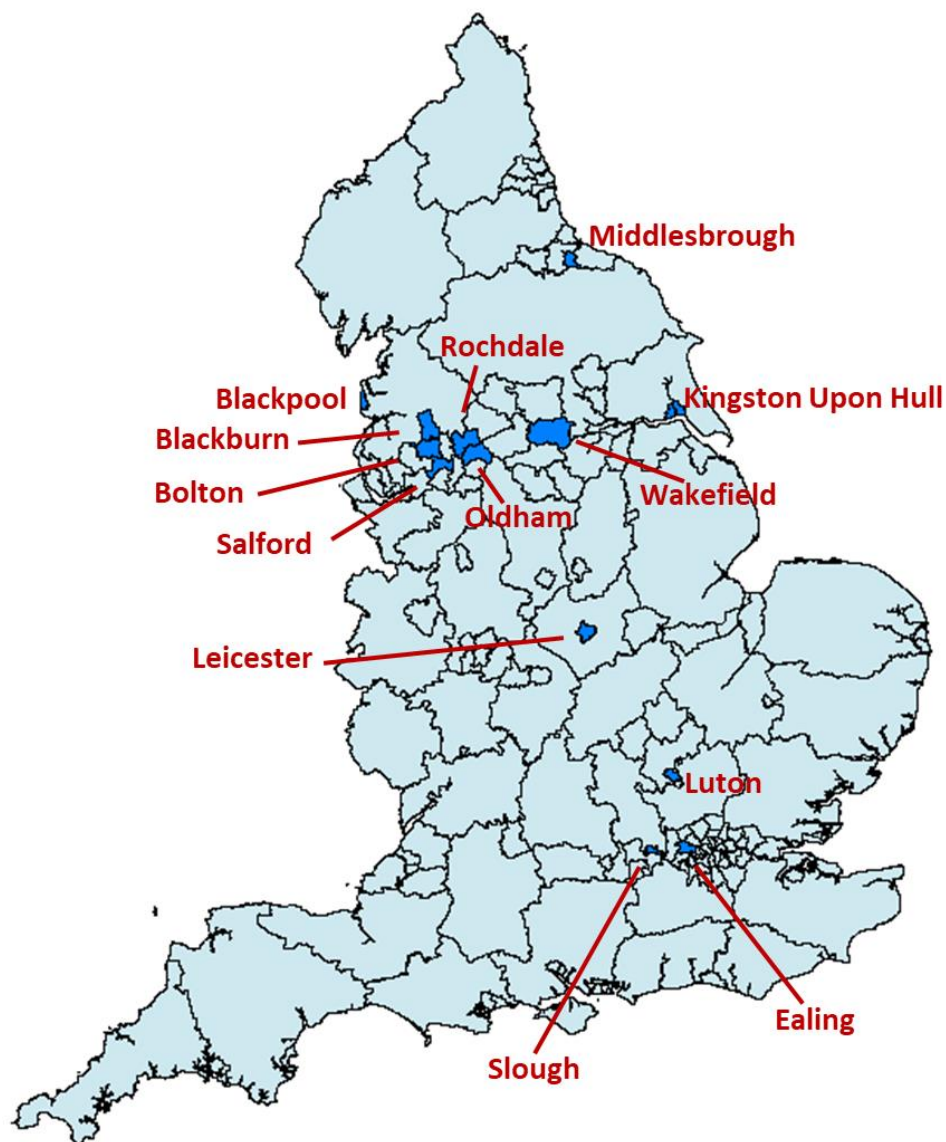 Middlesbrough
Rochdale
Blackpool
Kingston Upon Hull
Blackburn
Bolton
Wakefield
Oldham
Salford
Leicester
Luton
Ealing
Slough